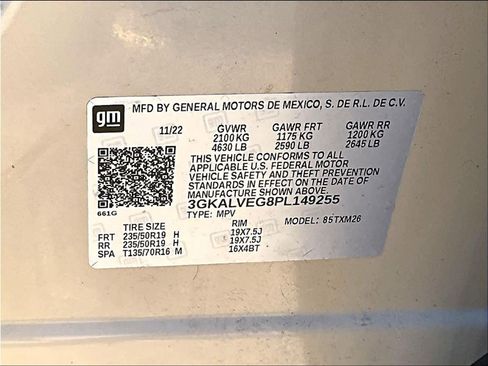 gm
MFD BY GENERAL MOTORS DE MEXICO, S. DE R.L. DE C.V.
11/22 GVWR GAWR FRT GAWR RR
2100 KG 1175 KG 1200 KG
4630 LB 2590 LB 2645 LB
THIS VEHICLE CONFORMS TO ALL
APPLICABLE U.S. FEDERAL MOTOR
VEHICLE SAFETY AND THEFT PREVENTION
STANDARDS IN EFFECT ON THE DATE OF
MANUFACTURE SHOWN ABOVE.
3GKALVEG8PL149255
661G
TYPE: MPV MODEL: 85TXM26
TIRE SIZE RIM
FRT 235/50R19 H 19X7.5J
RR 235/50R19 H 19X7.5J
SPA T135/70R16 M 16X4BT